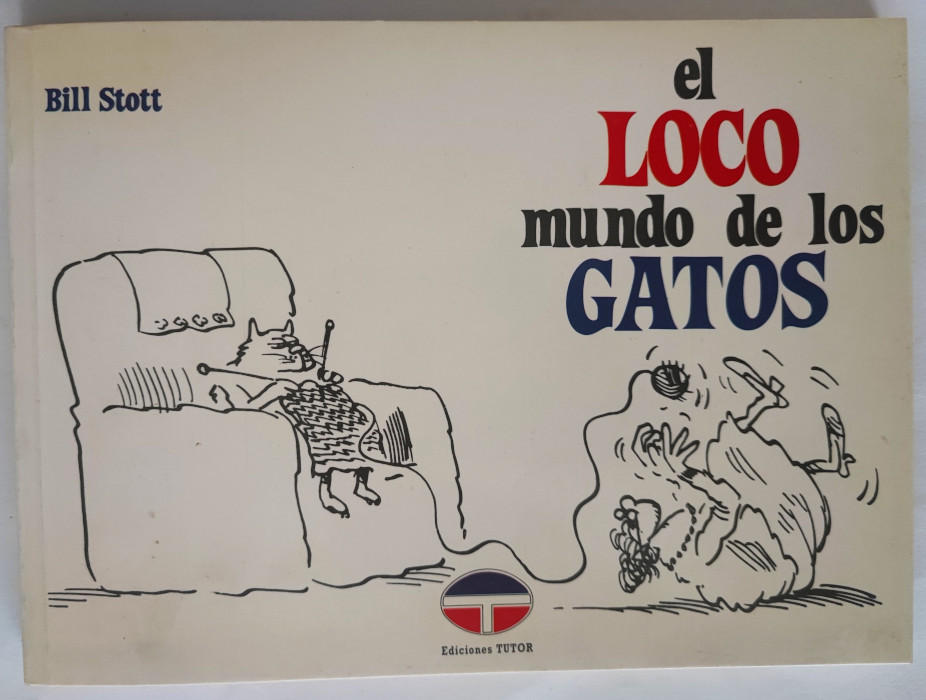 Bill Stott
el
LOCO
mundo de los
GATOS
Ediciones TUTOR